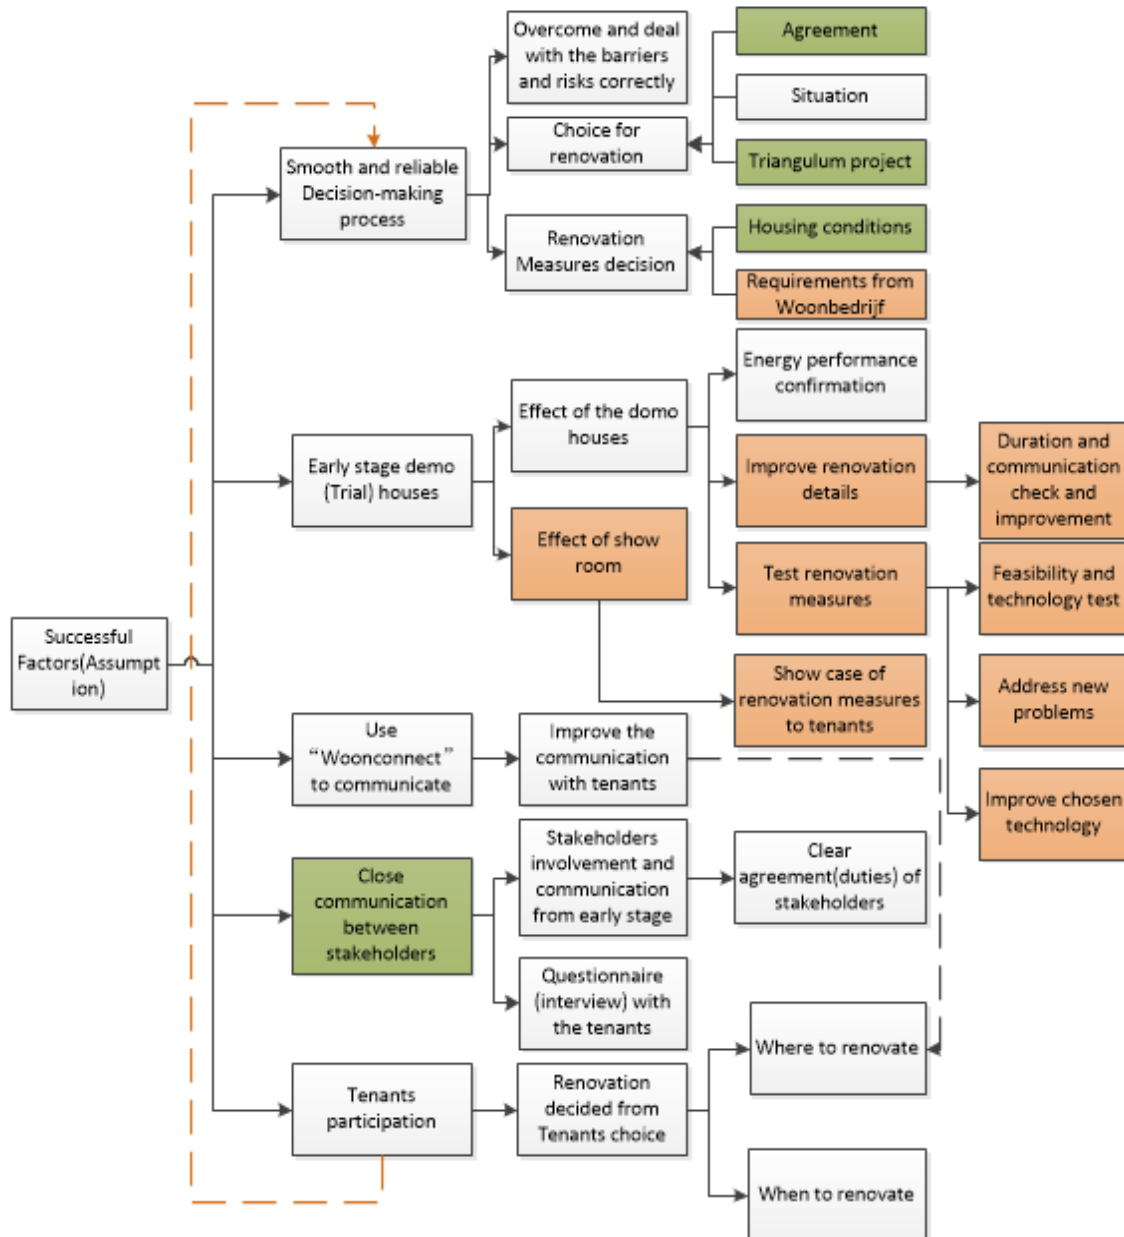 Overcome and deal
with the barriers
and risks correctly
Agreement
Situation
Choice for
renovation
Triangulum project
Smooth and reliable
Decision-making
process
Housing conditions
Renovation
Measures decision
Requirements from
Woonbedrijf
Energy performance
confirmation
Effect of the domo
houses
Early stage demo
(Trial) houses
Improve renovation
details
Duration and
communication
check and
improvement
Effect of show
room
Test renovation
measures
Feasibility and
technology test
Successful
Factors(Assumpt
ion)
Show case of
renovation measures
to tenants
Address new
problems
Use
“Woonconnect”
to communicate
Improve the
communication
with tenants
Improve chosen
technology
Close
communication
between
stakeholders
Stakeholders
involvement and
communication
from early stage
Clear
agreement(duties) of
stakeholders
Questionnaire
(interview) with
the tenants
Where to renovate
Tenants
participation
Renovation
decided from
Tenants choice
When to renovate